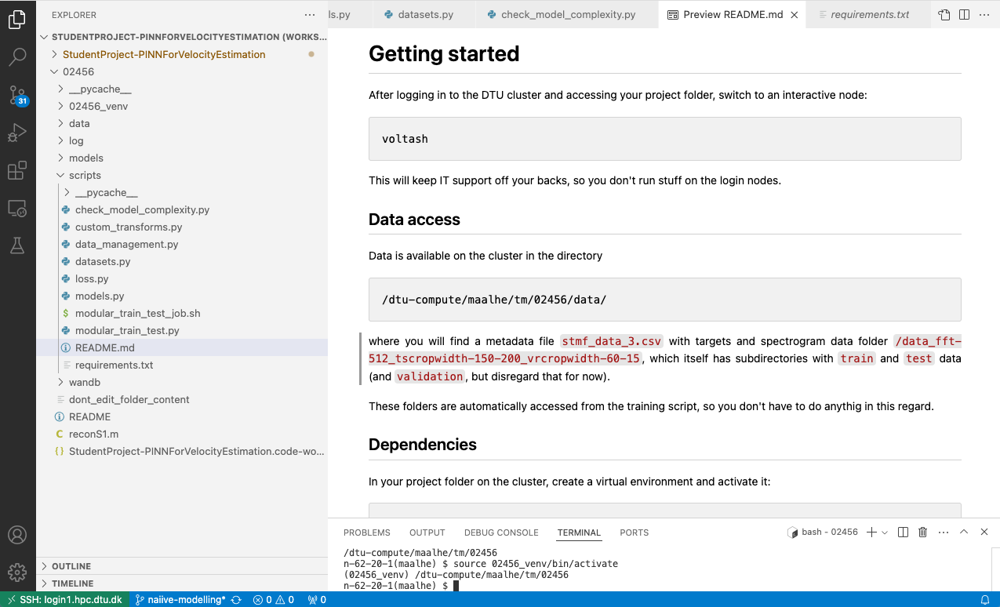 EXPLORER
STUDENTPROJECT-PINNFORVELOCITYESTIMATION (WORKS...
StudentProject-PINNForVelocityEstimation
02456
__pycache__
02456_venv
data
log
models
scripts
__pycache__
check_model_complexity.py
custom_transforms.py
data_management.py
datasets.py
loss.py
models.py
$ modular_train_test_job.sh
modular_train_test.py
README.md
requirements.txt
wandb
dont_edit_folder_content
README
C reconS1.m
{} StudentProject-PINNForVelocityEstimation.code-wo...
OUTLINE
TIMELINE
31
ls.py
datasets.py
check_model_complexity.py
Preview README.md
requirements.txt
Getting started
After logging in to the DTU cluster and accessing your project folder, switch to an interactive node:
voltash
This will keep IT support off your backs, so you don't run stuff on the login nodes.
Data access
Data is available on the cluster in the directory
/dtu-compute/maalhe/tm/02456/data/
where you will find a metadata file stmf_data_3.csv with targets and spectrogram data folder /data_fft-
512_tscropwidth-150-200_vrcropwidth-60-15, which itself has subdirectories with train and test data
(and validation, but disregard that for now).
These folders are automatically accessed from the training script, so you don't have to do anythig in this regard.
Dependencies
In your project folder on the cluster, create a virtual environment and activate it:
PROBLEMS OUTPUT DEBUG CONSOLE TERMINAL PORTS
bash - 02456
/dtu-compute/maalhe/tm/02456
n-62-20-1(maalhe) $ source 02456_venv/bin/activate
(02456_venv) /dtu-compute/maalhe/tm/02456
n-62-20-1(maalhe) $
SSH: login1.hpc.dtu.dk
naiive-modelling*
0
0
0